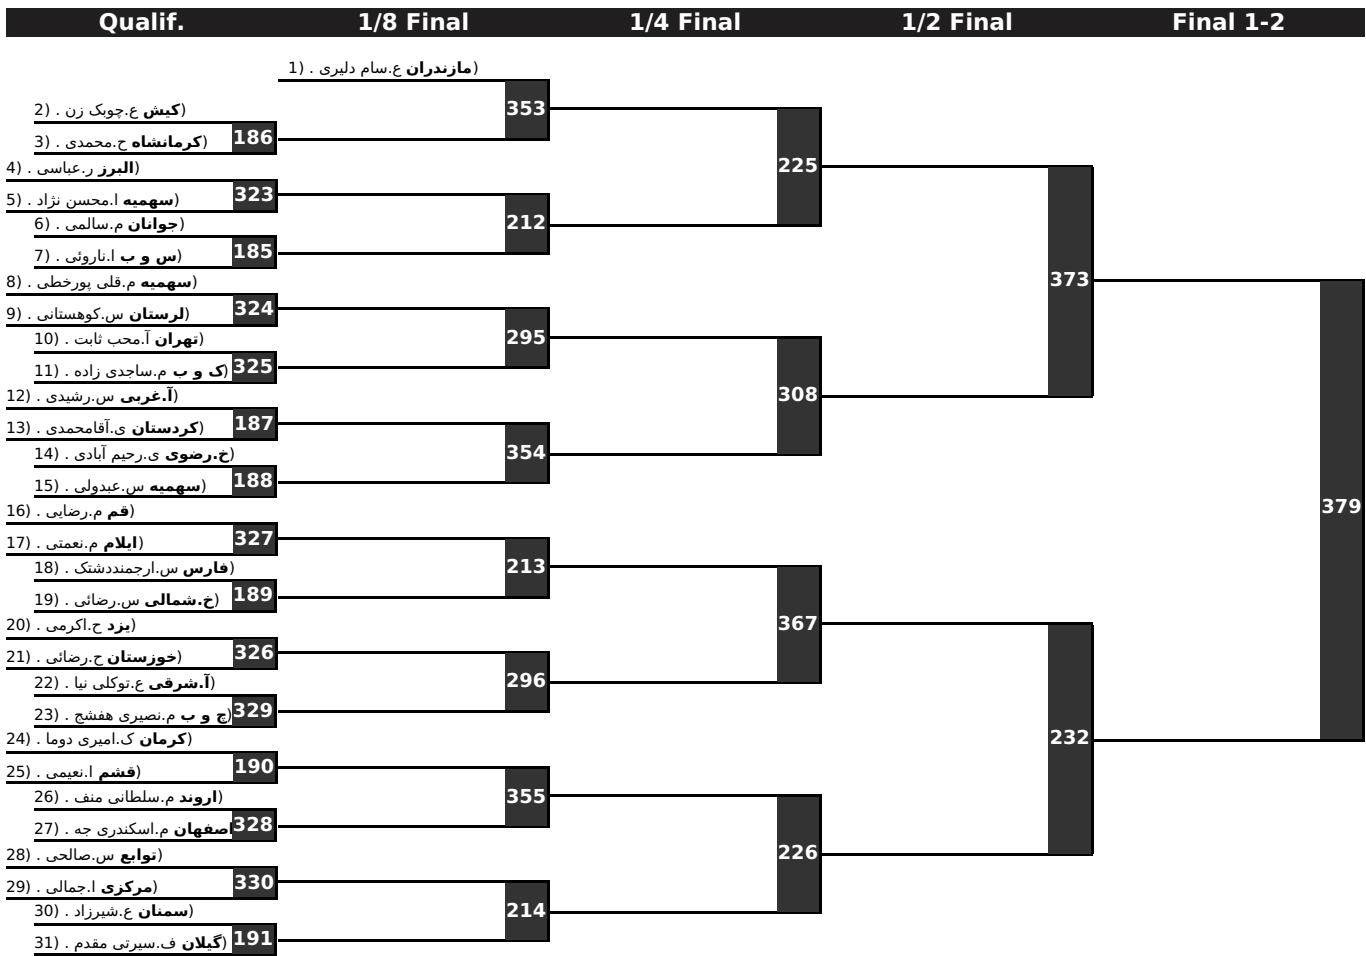 Qualif. 1/8 Final 1/4 Final 1/2 Final Final 1-2
1) . ع.سام دلیری مازندران)
2) . ع.چوبک زن کیش)
3) . ح.محمدی کرمانشاه)
4) . ر.عباسی البرز)
5) . ا.محسن نژاد سهمیه)
6) . م.سالمی جوانان)
7) . ا.ناروئی س و ب)
8) . م.قلی پورخطی سهمیه)
9) . س.کوهستانی لرستان)
10) . آ.محب ثابت تهران)
11) . م.ساجدی زاده ک و ب)
12) . س.رشیدی آ.غربی)
13) . ی.آقامحمدی کردستان)
14) . ی.رحیم آبادی خ.رضوی)
15) . س.عبدولی سهمیه)
16) . م.رضایی قم)
17) . م.نعمتی ایلام)
18) . س.ارجمنددشتک فارس)
19) . س.رضائی خ.شمالی)
20) . ح.اکرمی یزد)
21) . ح.رضائی خوزستان)
22) . ع.توکلی نیا آ.شرقی)
23) . م.نصیری هفشج چ و ب)
24) . ک.امیری دوما کرمان)
25) . ا.نعیمی قشم)
26) . م.سلطانی منف اروند)
27) . م.اسکندری جه اصفهان
28) . س.صالحی توابع)
29) . ا.جمالی مرکزی)
30) . ع.شیرزاد سمنان)
31) . ف.سیرتی مقدم گیلان)
186
323
185
324
325
187
188
327
189
326
329
190
328
330
191
353
212
295
354
213
296
355
214
225
308
367
226
373
232
379